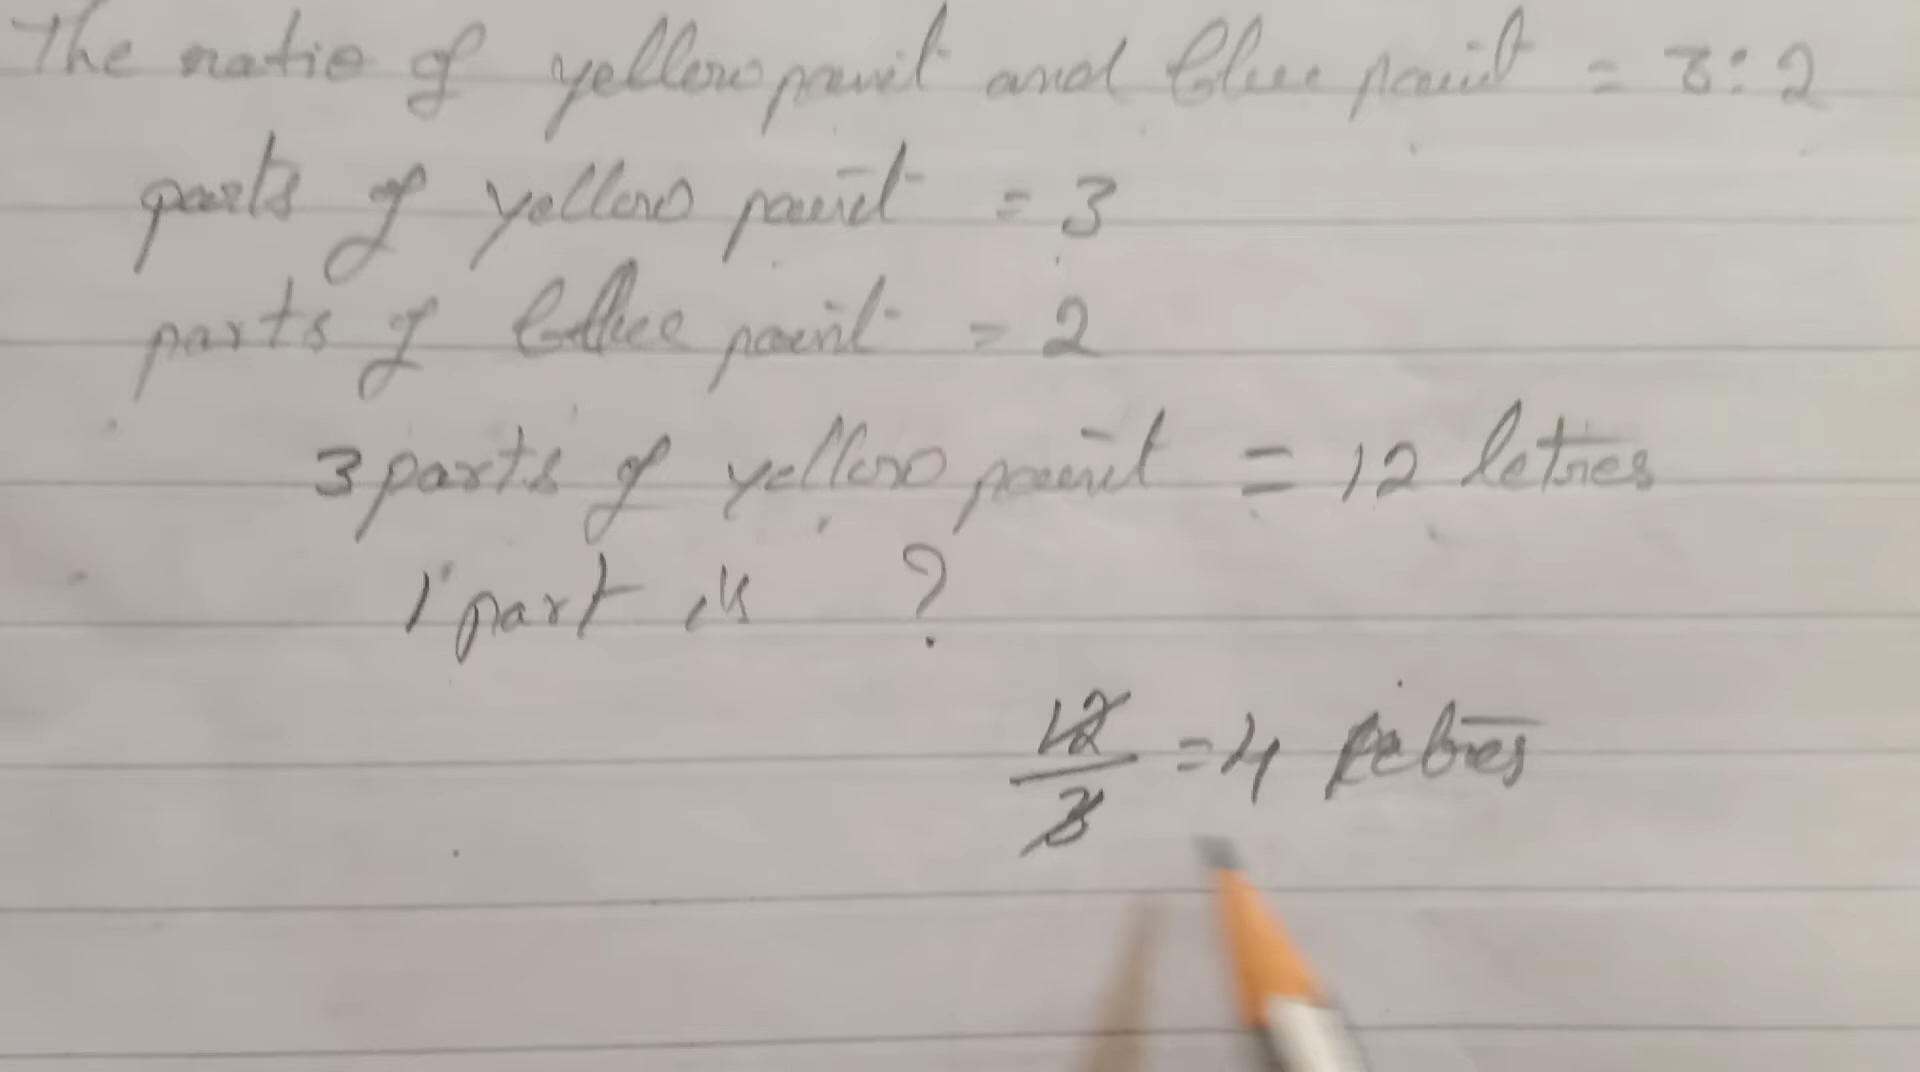 The ratio of yellow paint and blue paint = 3:2
parts of yellow paint = 3
parts of blue paint = 2
3 parts of yellow paint = 12 letres
1 part is ?
12/3 = 4 letres